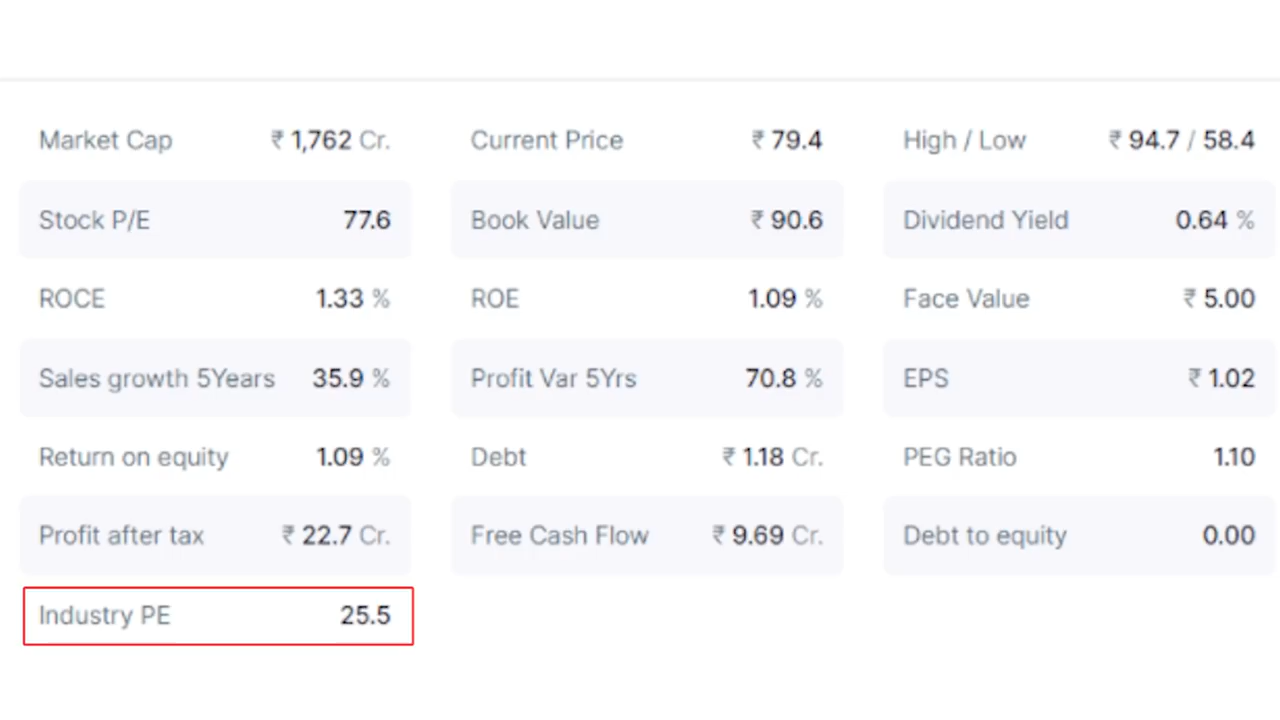 Market Cap ₹ 1,762 Cr. Current Price ₹ 79.4 High / Low ₹ 94.7 / 58.4
Stock P/E 77.6 Book Value ₹ 90.6 Dividend Yield 0.64 %
ROCE 1.33 % ROE 1.09 % Face Value ₹ 5.00
Sales growth 5Years 35.9 % Profit Var 5Yrs 70.8 % EPS ₹ 1.02
Return on equity 1.09 % Debt ₹ 1.18 Cr. PEG Ratio 1.10
Profit after tax ₹ 22.7 Cr. Free Cash Flow ₹ 9.69 Cr. Debt to equity 0.00
Industry PE 25.5